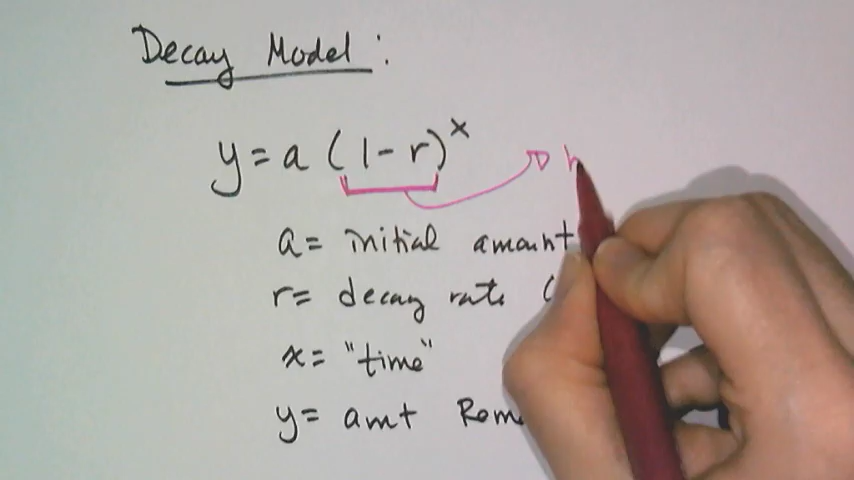 Decay Model:
y = a (1 - r)^x
a = initial amount
r = decay rate (
x = "time"
y = amt